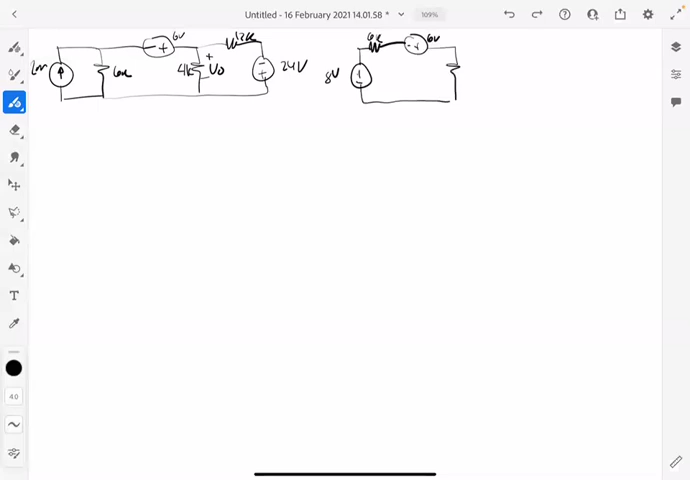 Untitled - 16 February 2021 14.01.58 *
109%
6V
12k
2m
6k
4k
+
Vo
-
24V
6k
6V
8V
4.0
T